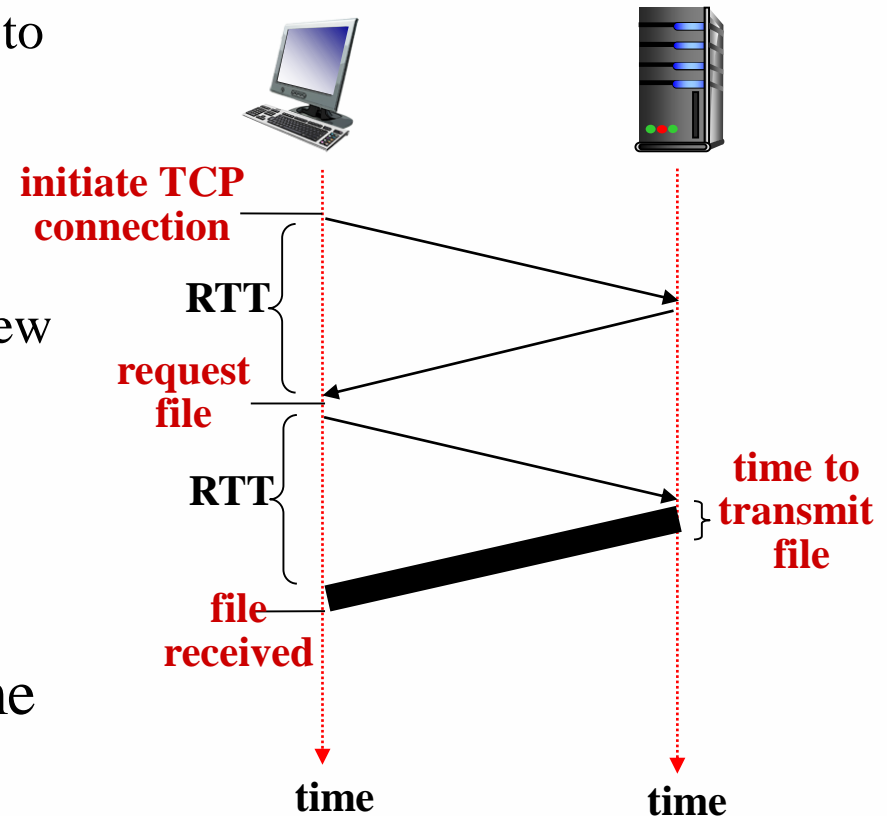 to
initiate TCP
connection
RTT
ew
request
file
RTT
time to
transmit
file
file
received
ne
time
time